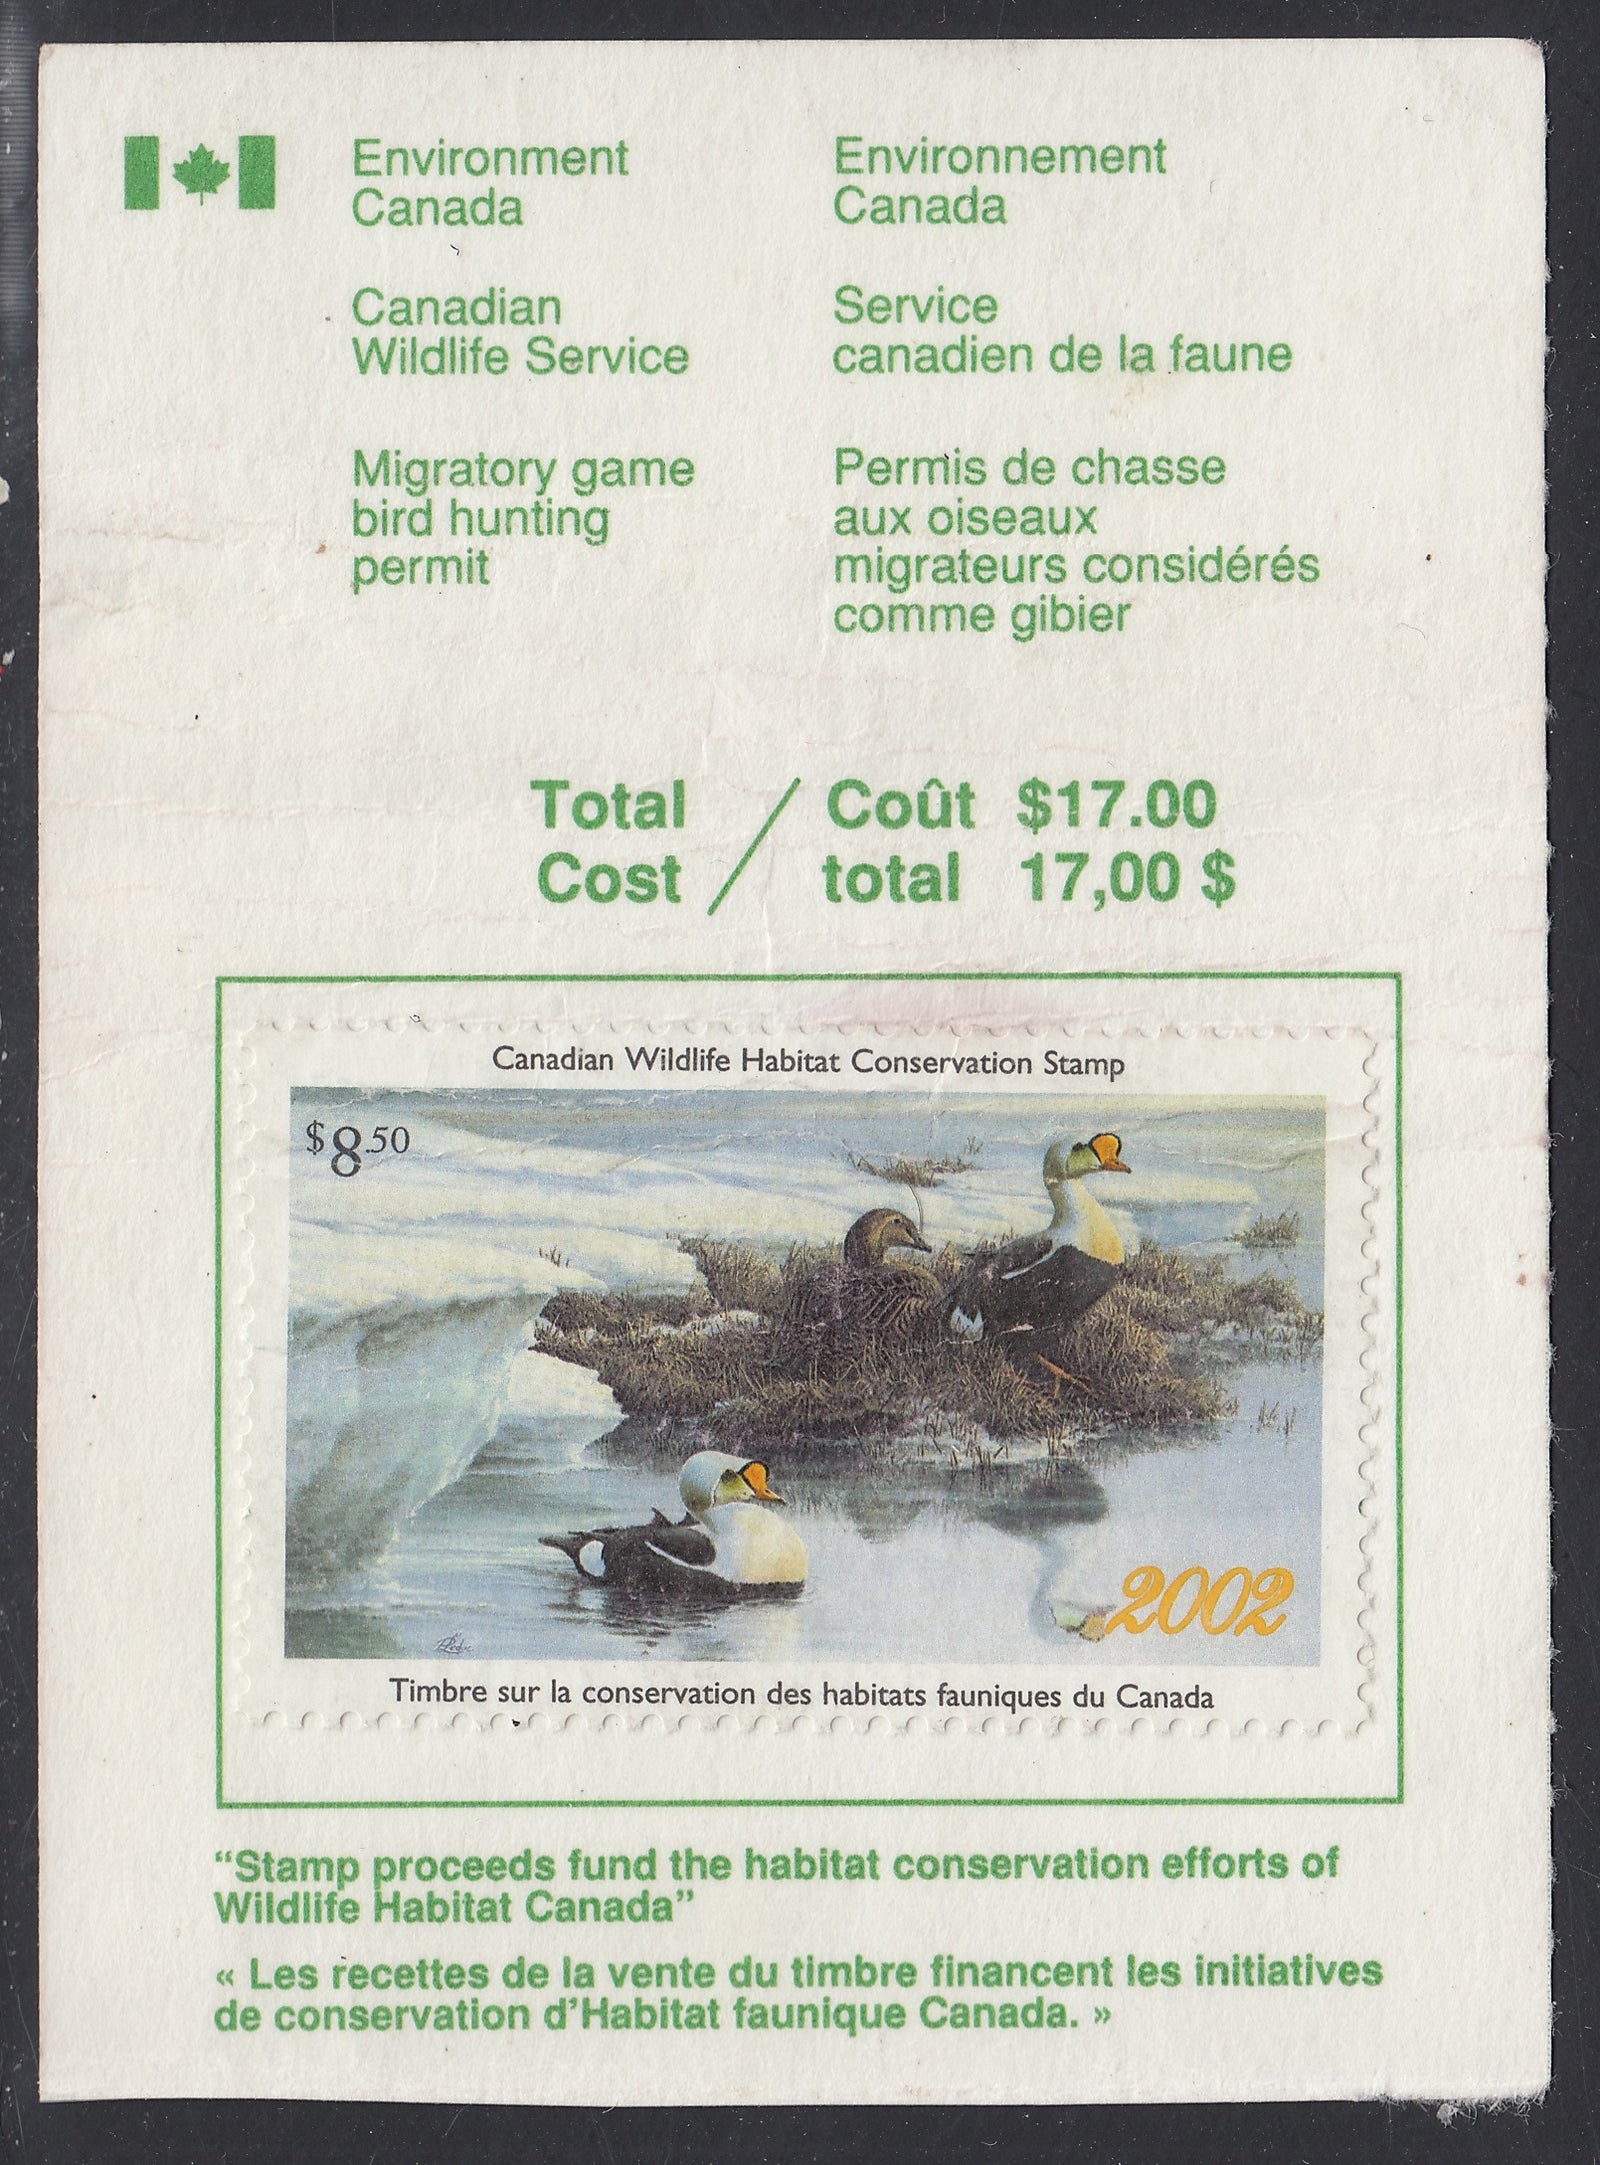 Environment
Canada
Environnement
Canada
Canadian
Wildlife Service
Service
canadien de la faune
Migratory game
bird hunting
permit
Permis de chasse
aux oiseaux
migrateurs considérés
comme gibier
Total / Coût $17.00
Cost / total 17,00 $
Canadian Wildlife Habitat Conservation Stamp
$8.50
2002
Timbre sur la conservation des habitats fauniques du Canada
“Stamp proceeds fund the habitat conservation efforts of
Wildlife Habitat Canada”
« Les recettes de la vente du timbre financent les initiatives
de conservation d’Habitat faunique Canada. »